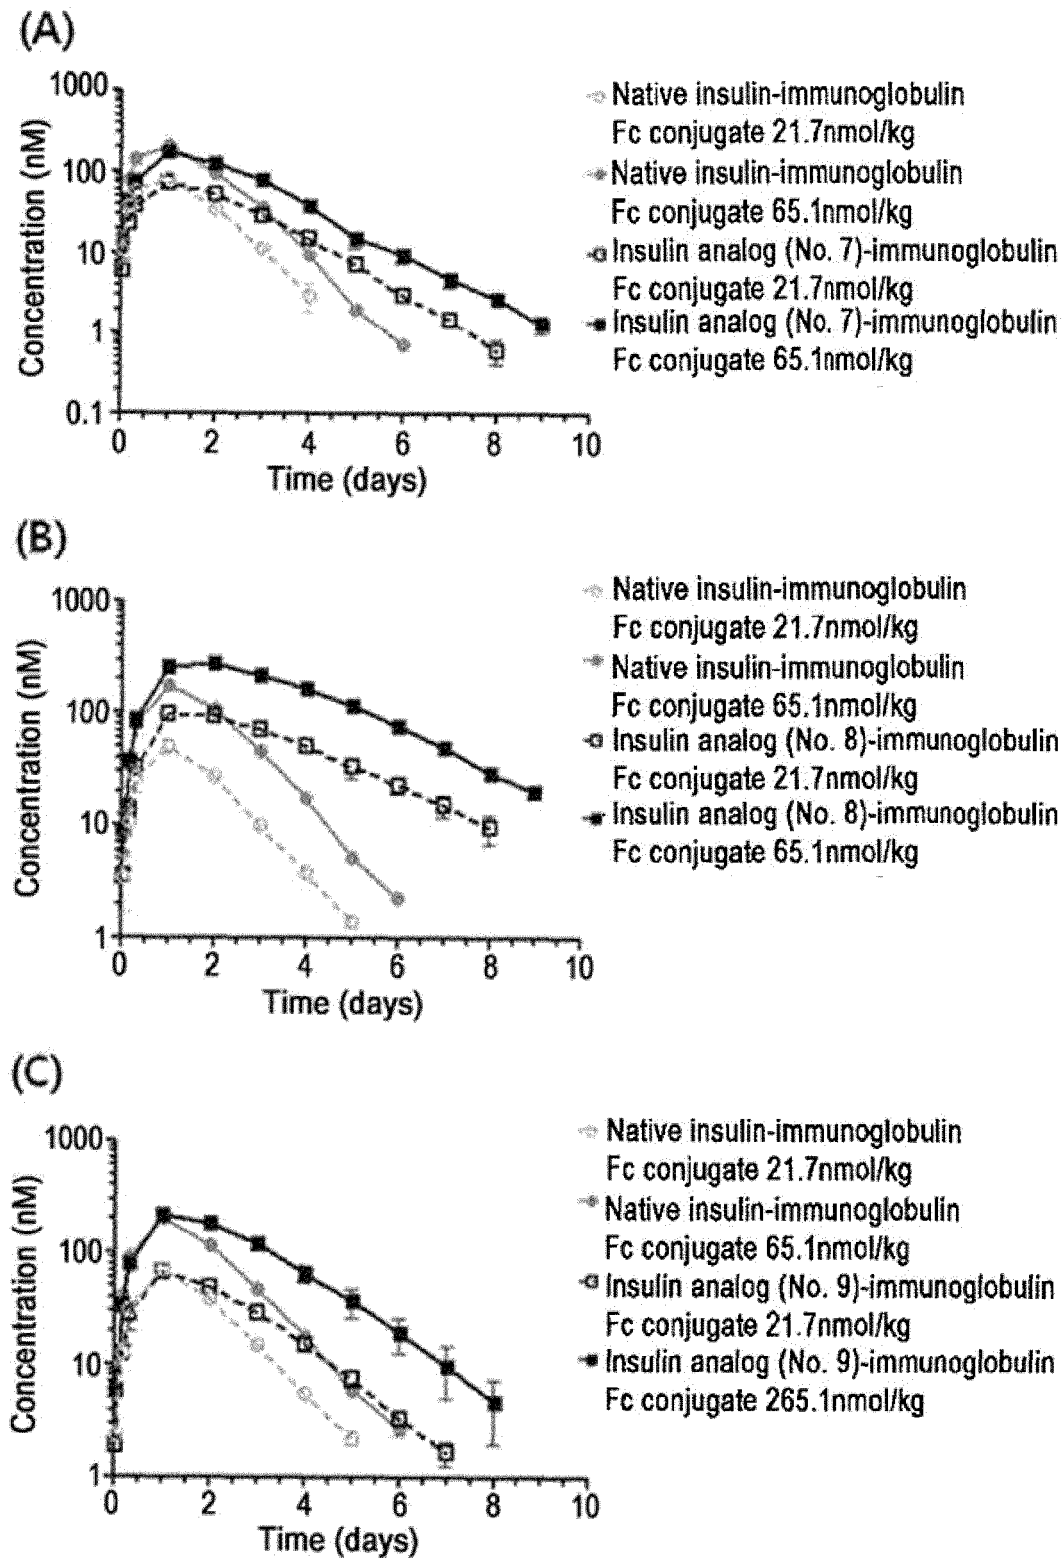 (A)
1000
100
10
1
0.1
Concentration (nM)
0 2 4 6 8 10
Time (days)
Native insulin-immunoglobulin
Fc conjugate 21.7nmol/kg
Native insulin-immunoglobulin
Fc conjugate 65.1nmol/kg
Insulin analog (No. 7)-immunoglobulin
Fc conjugate 21.7nmol/kg
Insulin analog (No. 7)-immunoglobulin
Fc conjugate 65.1nmol/kg
(B)
1000
100
10
1
Concentration (nM)
0 2 4 6 8 10
Time (days)
Native insulin-immunoglobulin
Fc conjugate 21.7nmol/kg
Native insulin-immunoglobulin
Fc conjugate 65.1nmol/kg
Insulin analog (No. 8)-immunoglobulin
Fc conjugate 21.7nmol/kg
Insulin analog (No. 8)-immunoglobulin
Fc conjugate 65.1nmol/kg
(C)
1000
100
10
1
Concentration (nM)
0 2 4 6 8 10
Time (days)
Native insulin-immunoglobulin
Fc conjugate 21.7nmol/kg
Native insulin-immunoglobulin
Fc conjugate 65.1nmol/kg
Insulin analog (No. 9)-immunoglobulin
Fc conjugate 21.7nmol/kg
Insulin analog (No. 9)-immunoglobulin
Fc conjugate 265.1nmol/kg